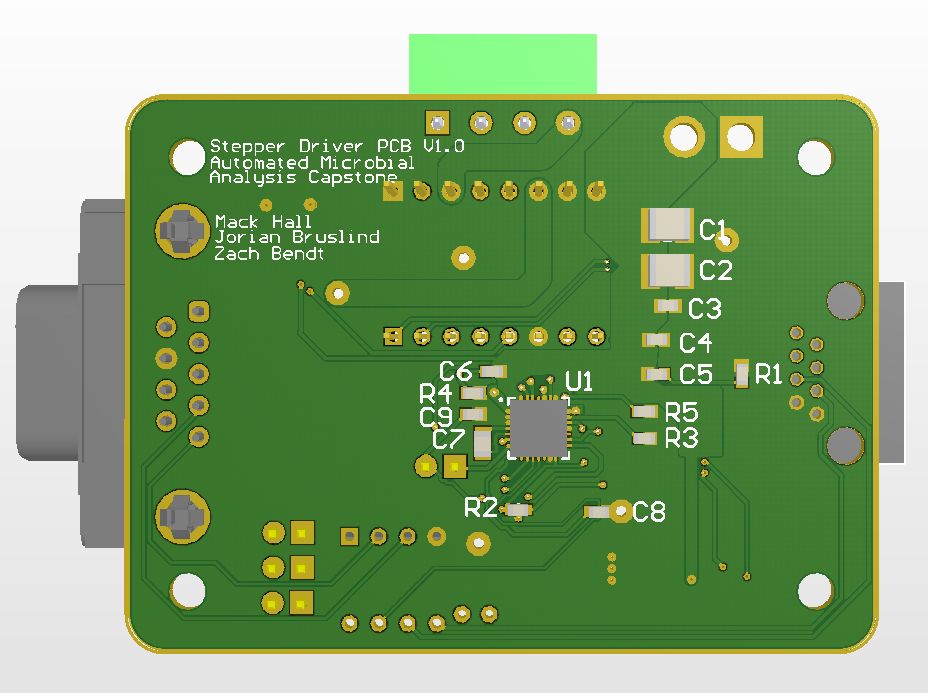 Stepper Driver PCB V1.0
Automated Microbial
Analysis Capstone
Mack Hall
Jorian Bruslind
Zach Bendt
C1
C2
C3
C4
C5 R1
C6
U1
R4
C9
C7
R5
R3
R2
C8